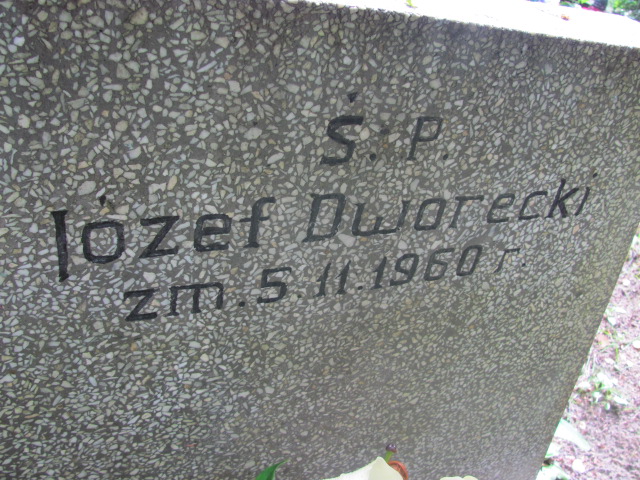 Ś.P.
Józef Dworecki
zm. 5.11.1960 r.